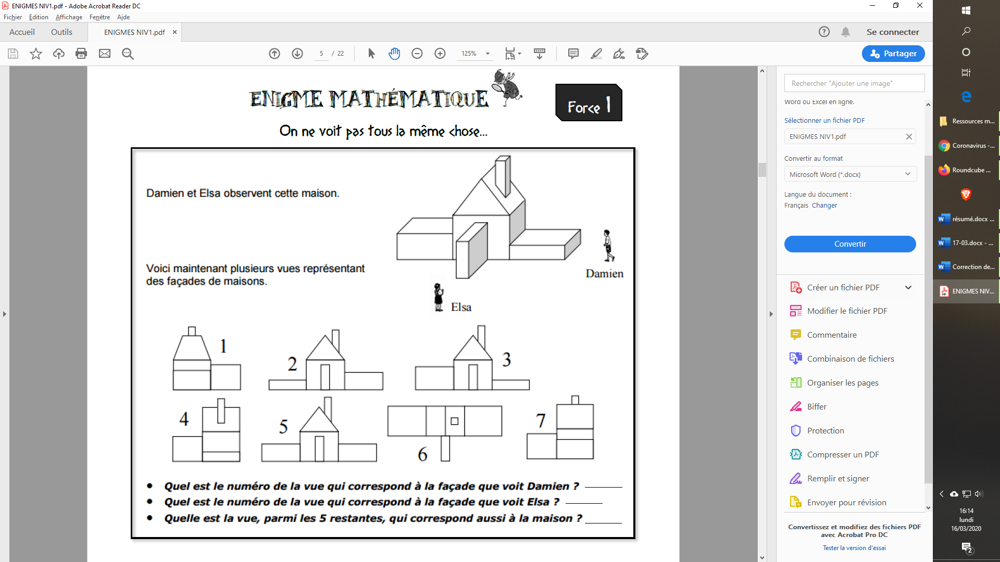 ENIGMES NIV1.pdf - Adobe Acrobat Reader DC
Fichier Edition Affichage Fenêtre Aide
Accueil Outils ENIGMES NIV1.pdf × Se connecter
5 / 22 125% Partager
ENIGME MATHÉMATIQUE
Force 1
On ne voit pas tous la même chose...
Damien et Elsa observent cette maison.
Voici maintenant plusieurs vues représentant
des façades de maisons.
Damien
Elsa
1
2
3
4
5
6
7
• Quel est le numéro de la vue qui correspond à la façade que voit Damien ?
• Quel est le numéro de la vue qui correspond à la façade que voit Elsa ?
• Quelle est la vue, parmi les 5 restantes, qui correspond aussi à la maison ?
Rechercher "Ajouter une image"
Word ou Excel en ligne.
Sélectionner un fichier PDF
ENIGMES NIV1.pdf
Convertir au format
Microsoft Word (*.docx)
Langue du document :
Français Changer
Convertir
Créer un fichier PDF
Modifier le fichier PDF
Commentaire
Combinaison de fichiers
Organiser les pages
Biffer
Protection
Compresser un PDF
Remplir et signer
Envoyer pour révision
Convertissez et modifiez des fichiers PDF
avec Acrobat Pro DC
Tester la version d'essai
Ressources m...
Coronavirus -...
Roundcube ...
résumé.docx ...
17-03.docx - ...
Correction de...
ENIGMES NIV...
16:14
lundi
16/03/2020
2